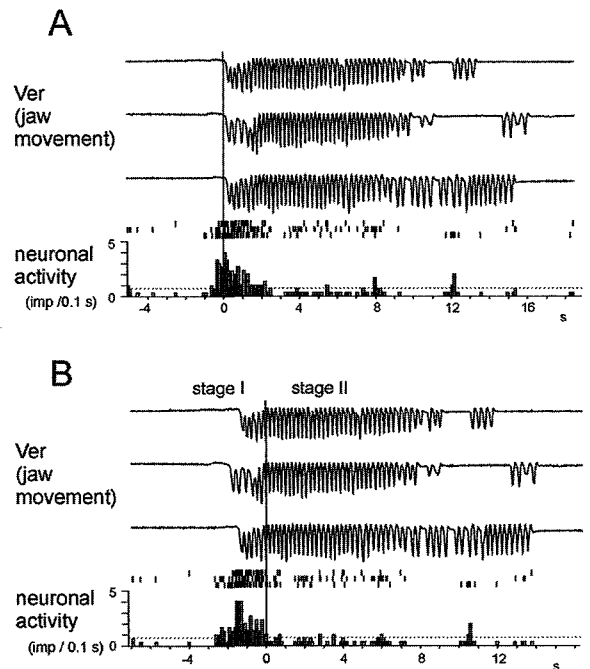 A
Ver
(jaw
movement)
neuronal
activity
(imp /0.1 s)
5
0
-4 0 4 8 12 16
s
B
stage I stage II
Ver
(jaw
movement)
neuronal
activity
(imp / 0.1 s)
5
0
-4 0 4 8 12
s